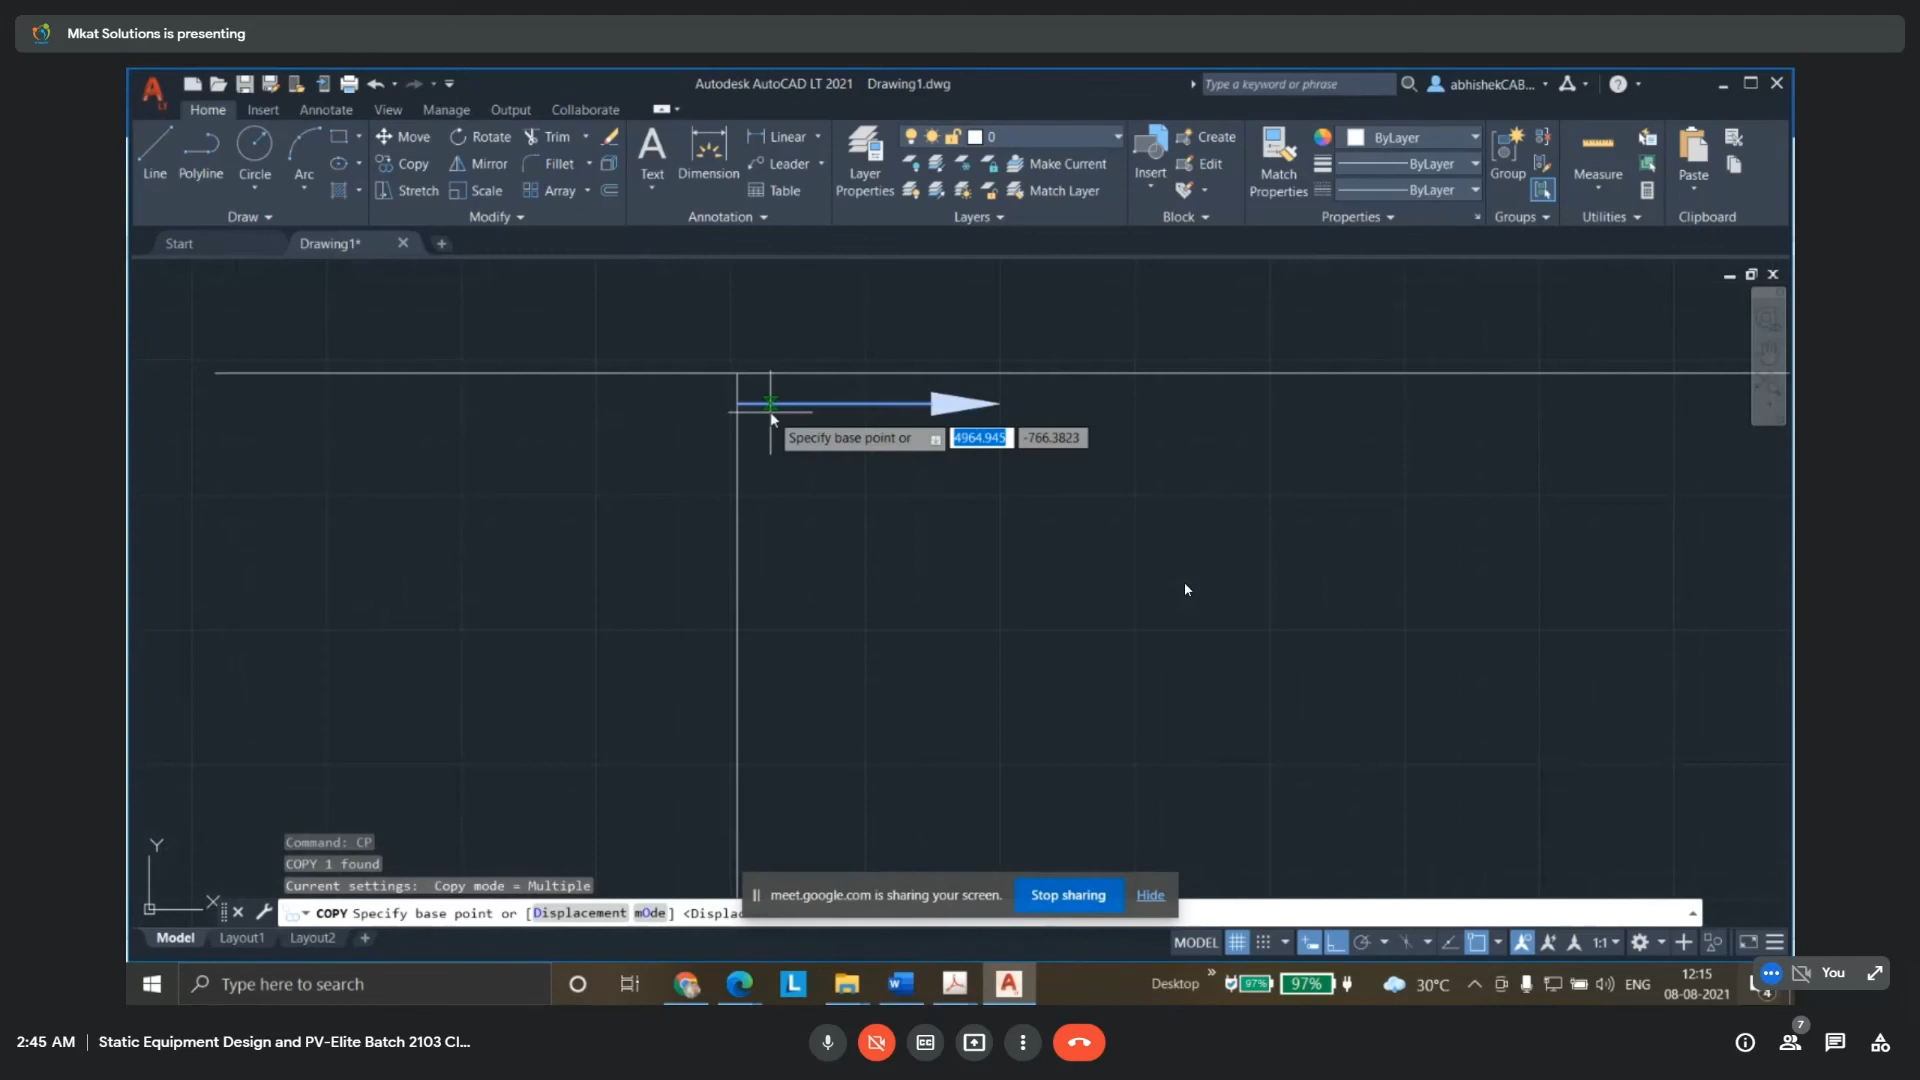 Mkat Solutions is presenting
Autodesk AutoCAD LT 2021 Drawing1.dwg
Type a keyword or phrase
abhishekCAB...
Home Insert Annotate View Manage Output Collaborate
Line Polyline Circle Arc
Move Rotate Trim
Copy Mirror Fillet
Stretch Scale Array
Text Dimension
Linear
Leader
Table
Layer Properties
0
Make Current
Match Layer
Insert
Create
Edit
Match Properties
ByLayer
ByLayer
ByLayer
Group
Measure
Paste
Draw Modify Annotation Layers Block Properties Groups Utilities Clipboard
Start Drawing1*
Specify base point or 4964.945 -766.3823
Y
X
Command: CP
COPY 1 found
Current settings: Copy mode = Multiple
COPY Specify base point or [Displacement mOde] <Displac
meet.google.com is sharing your screen. Stop sharing Hide
Model Layout1 Layout2
MODEL 1:1
Type here to search
Desktop 97% 97% 30°C ENG
12:15
08-08-2021
4
You
2:45 AM Static Equipment Design and PV-Elite Batch 2103 Cl...
7